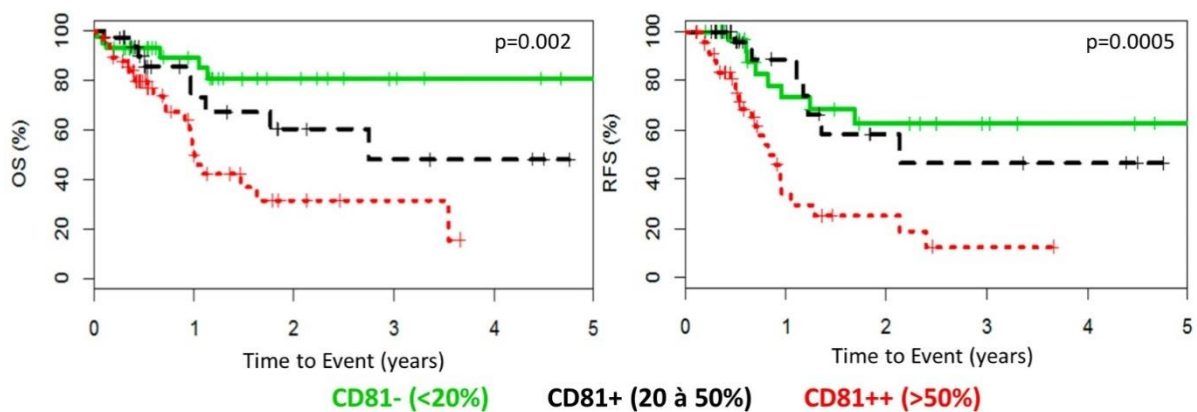 100
80
60
40
20
0
OS (%)
p=0.002
0 1 2 3 4 5
Time to Event (years)
100
80
60
40
20
0
RFS (%)
p=0.0005
0 1 2 3 4 5
Time to Event (years)
CD81- (<20%) CD81+ (20 à 50%) CD81++ (>50%)